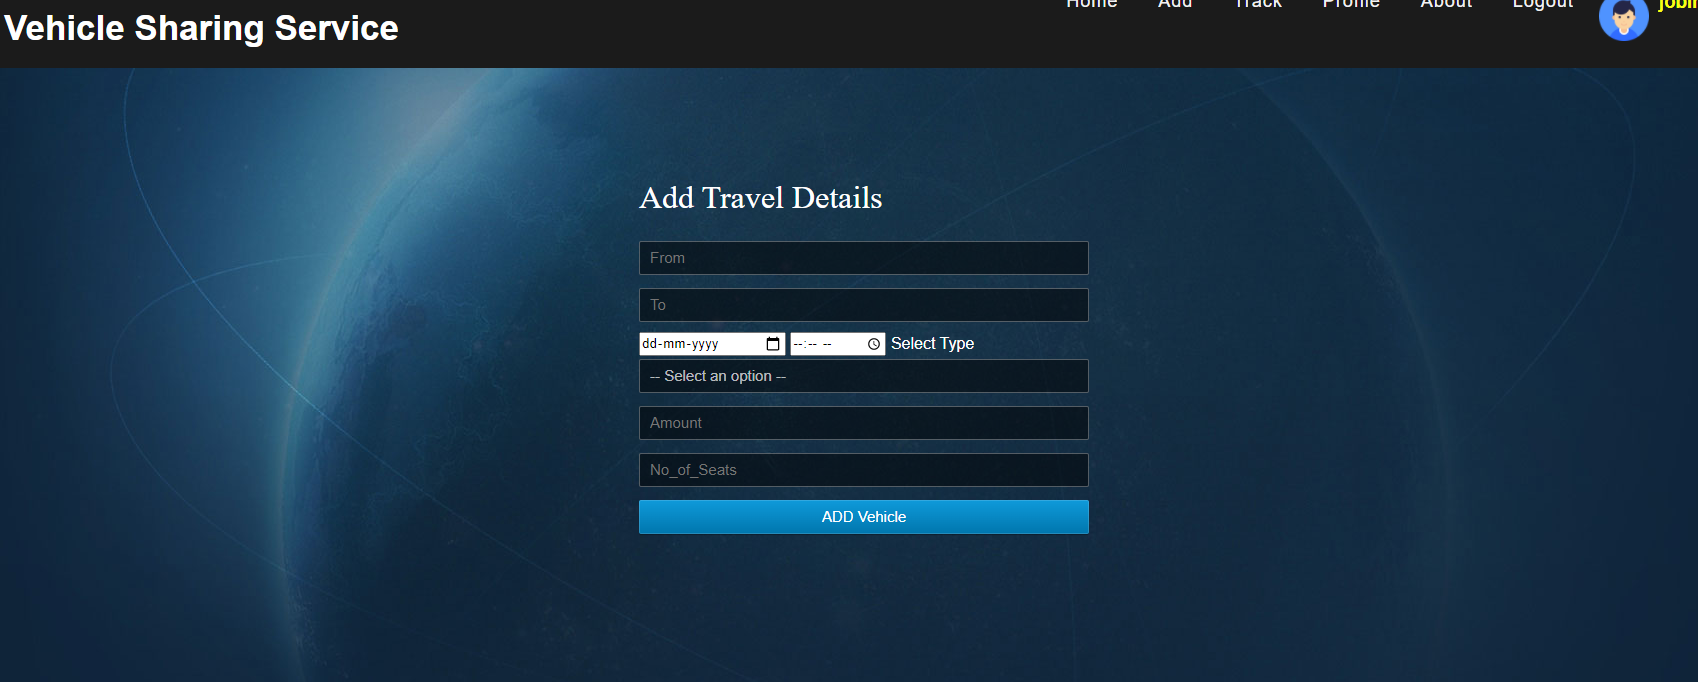 Home Add Track Profile About Logout
Vehicle Sharing Service
Add Travel Details
From
To
dd-mm-yyyy --:-- -- Select Type
-- Select an option --
Amount
No_of_Seats
ADD Vehicle